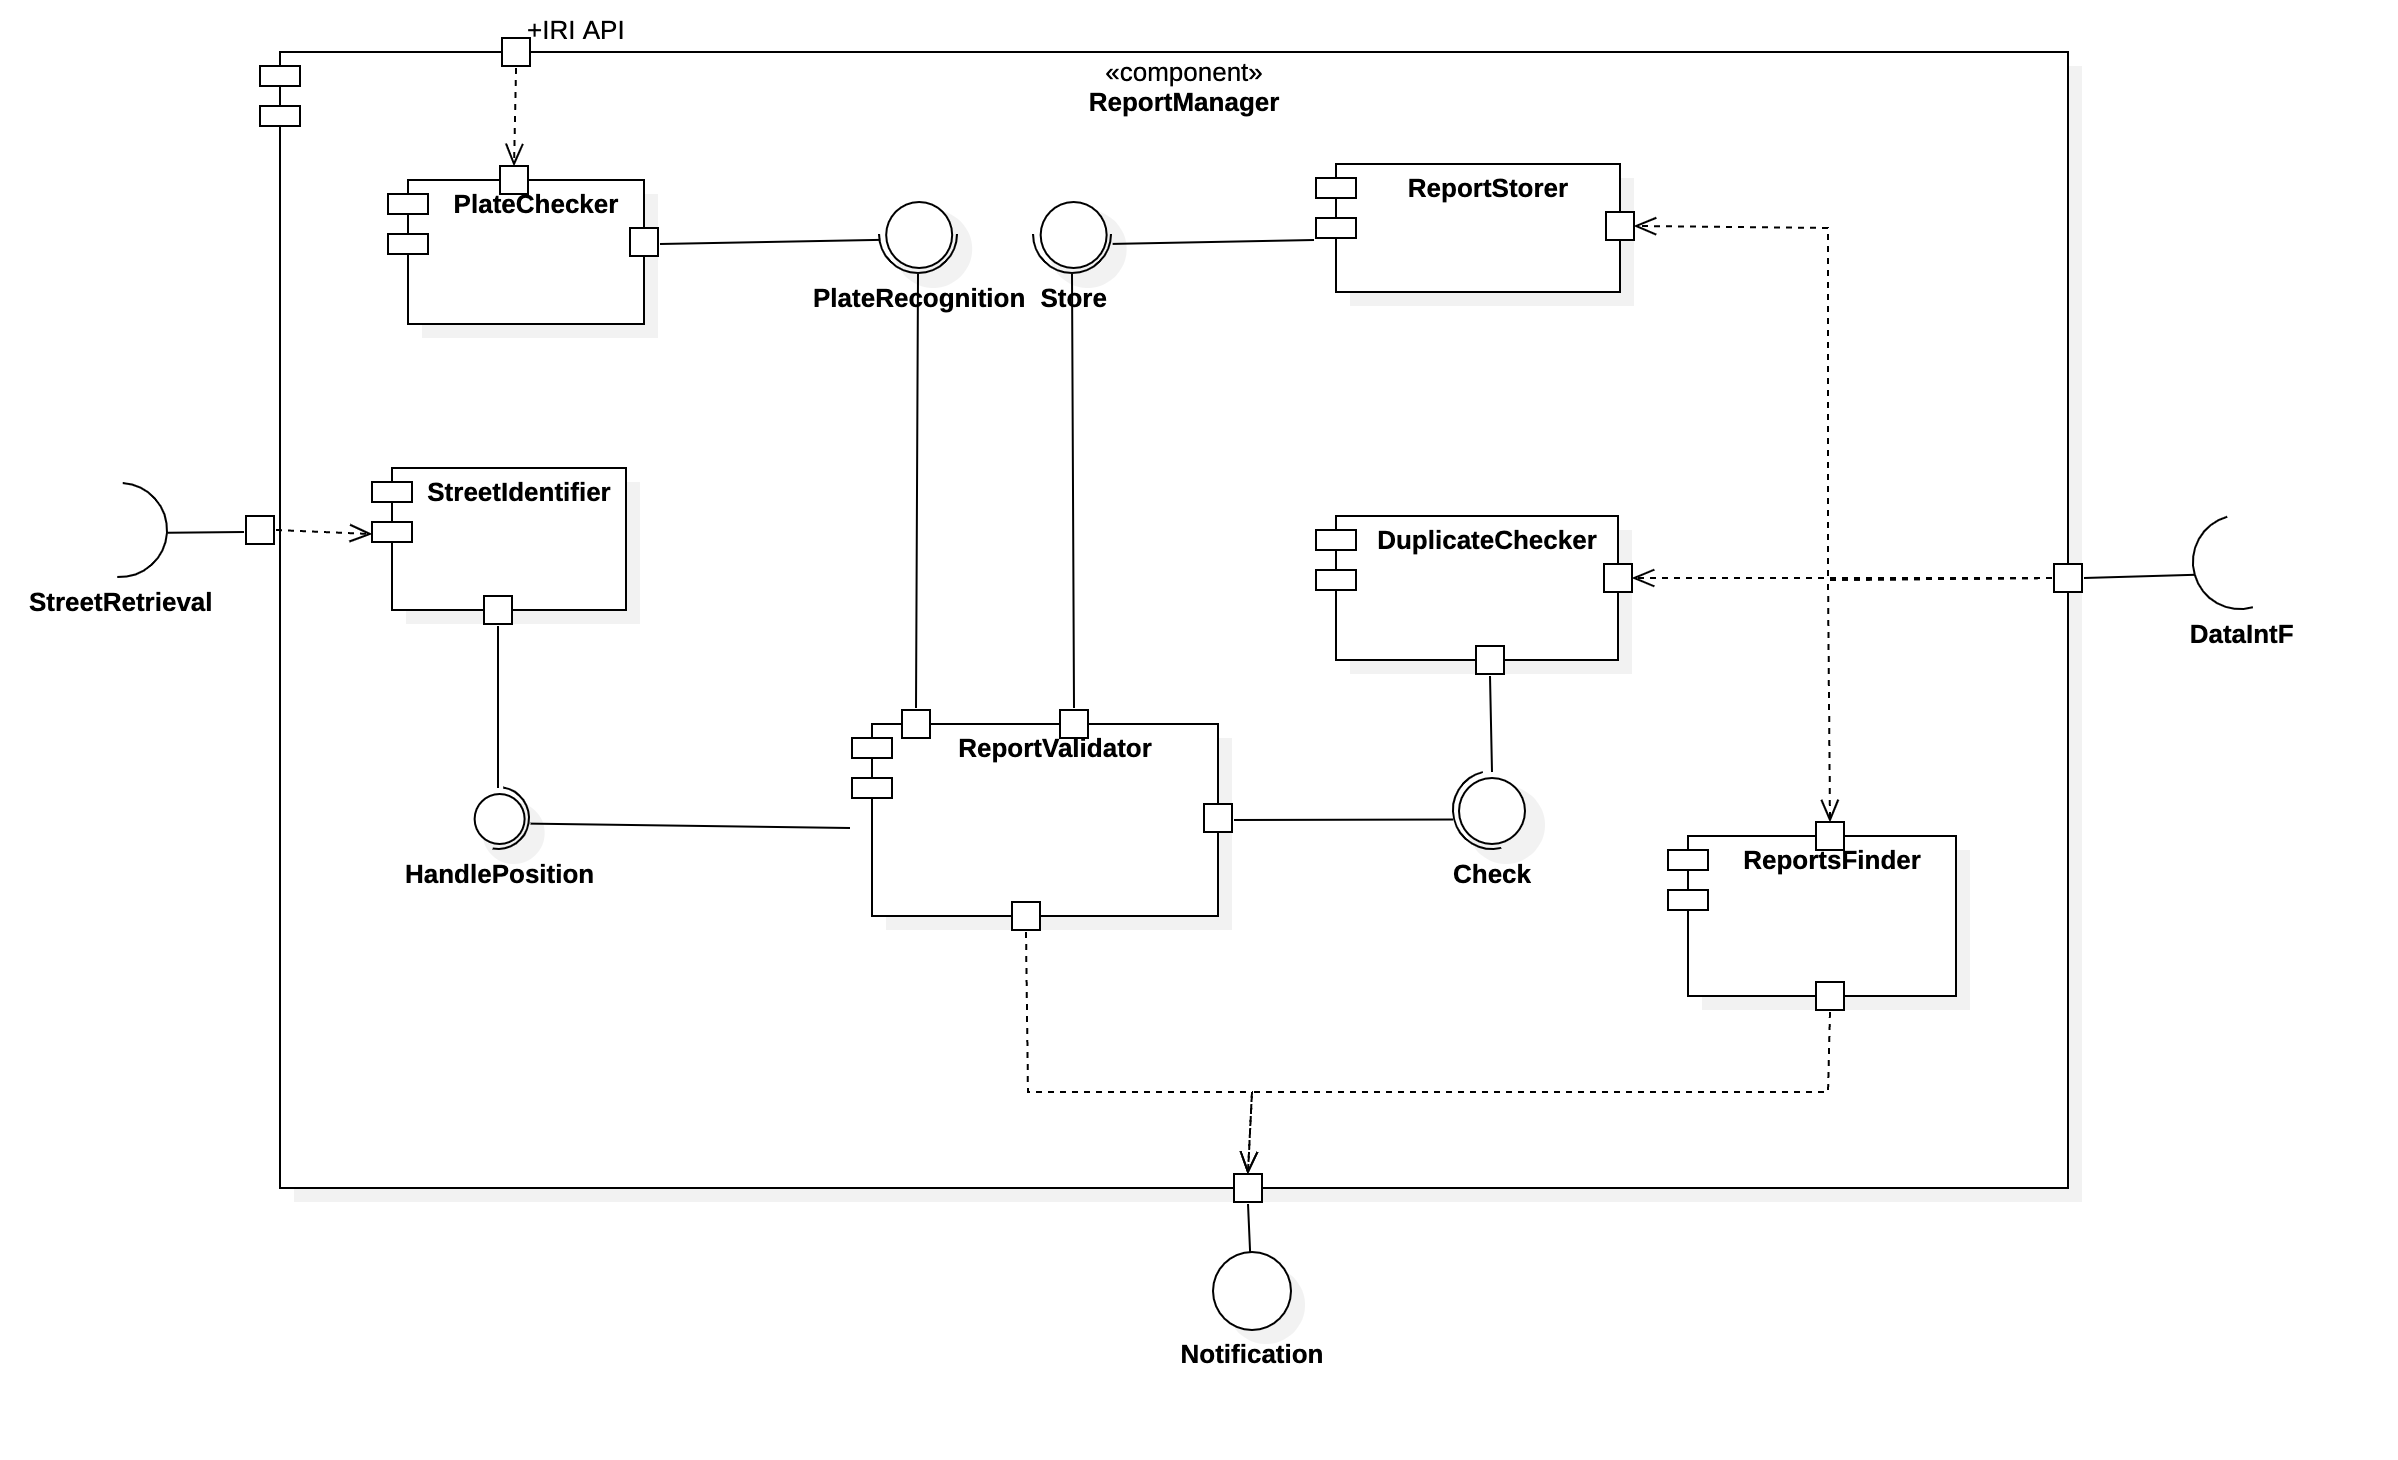 +IRI API
«component»
ReportManager
PlateChecker
ReportStorer
PlateRecognition
Store
StreetIdentifier
DuplicateChecker
StreetRetrieval
DataIntF
ReportValidator
HandlePosition
Check
ReportsFinder
Notification